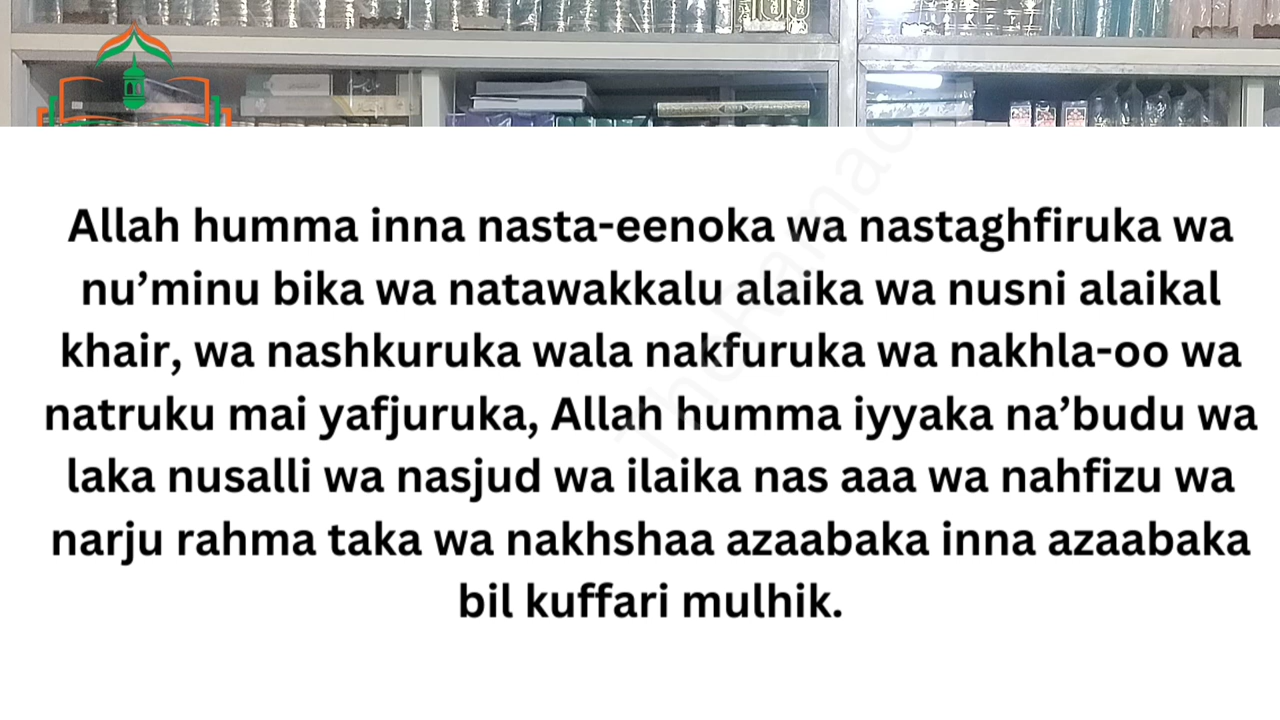 Allah humma inna nasta-eenoka wa nastaghfiruka wa
nu’minu bika wa natawakkalu alaika wa nusni alaikal
khair, wa nashkuruka wala nakfuruka wa nakhla-oo wa
natruku mai yafjuruka, Allah humma iyyaka na’budu wa
laka nusalli wa nasjud wa ilaika nas aaa wa nahfizu wa
narju rahma taka wa nakhshaa azaabaka inna azaabaka
bil kuffari mulhik.